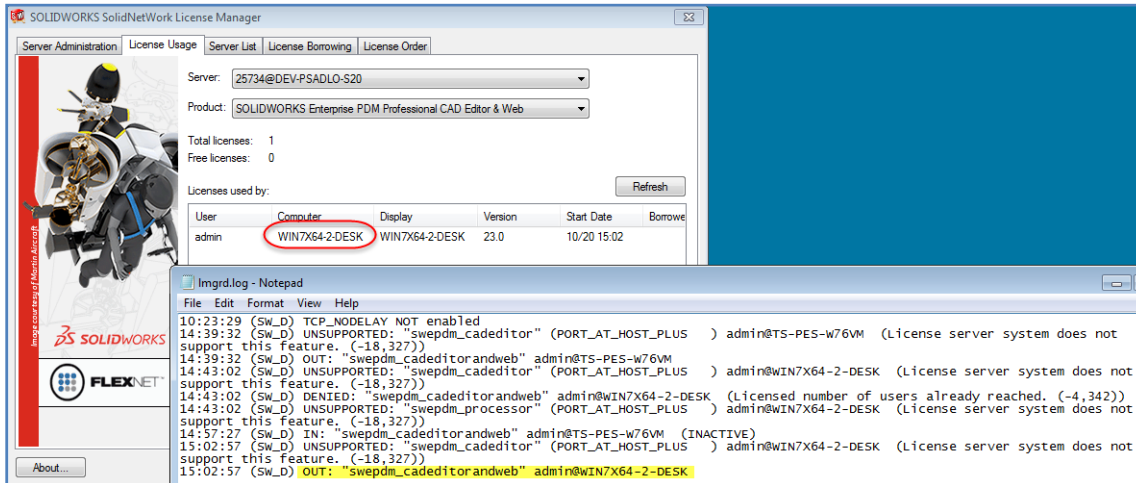 SOLIDWORKS SolidNetWork License Manager
Server Administration License Usage Server List License Borrowing License Order
Server: 25734@DEV-PSADLO-S20
Product: SOLIDWORKS Enterprise PDM Professional CAD Editor & Web
Total licenses: 1
Free licenses: 0
Licenses used by:
Refresh
User Computer Display Version Start Date Borrowe
admin WIN7X64-2-DESK WIN7X64-2-DESK 23.0 10/20 15:02
Image courtesy of Martin Aircraft
SOLIDWORKS
FLEXNET
About...
lmgrd.log - Notepad
File Edit Format View Help
10:23:29 (SW_D) TCP_NODELAY NOT enabled
14:39:32 (SW_D) UNSUPPORTED: "swepdm_cadeditor" (PORT_AT_HOST_PLUS ) admin@TS-PES-W76VM (License server system does not
support this feature. (-18,327))
14:39:32 (SW_D) OUT: "swepdm_cadeditorandweb" admin@TS-PES-W76VM
14:43:02 (SW_D) UNSUPPORTED: "swepdm_cadeditor" (PORT_AT_HOST_PLUS ) admin@WIN7X64-2-DESK (License server system does not
support this feature. (-18,327))
14:43:02 (SW_D) DENIED: "swepdm_cadeditorandweb" admin@WIN7X64-2-DESK (Licensed number of users already reached. (-4,342))
14:43:02 (SW_D) UNSUPPORTED: "swepdm_processor" (PORT_AT_HOST_PLUS ) admin@WIN7X64-2-DESK (License server system does not
support this feature. (-18,327))
14:57:27 (SW_D) IN: "swepdm_cadeditorandweb" admin@TS-PES-W76VM (INACTIVE)
15:02:57 (SW_D) UNSUPPORTED: "swepdm_cadeditor" (PORT_AT_HOST_PLUS ) admin@WIN7X64-2-DESK (License server system does not
support this feature. (-18,327))
15:02:57 (SW_D) OUT: "swepdm_cadeditorandweb" admin@WIN7X64-2-DESK